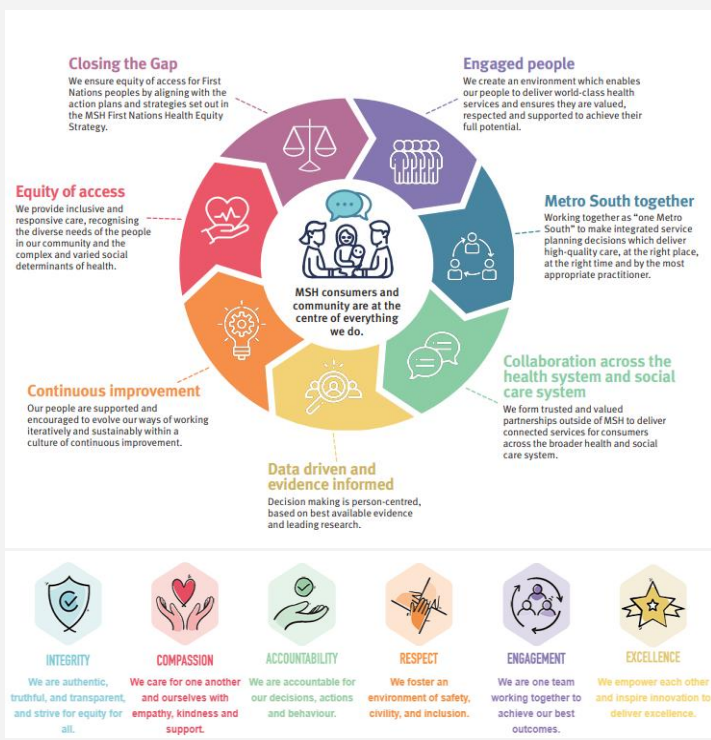 Closing the Gap
We ensure equity of access for First
Nations peoples by aligning with the
action plans and strategies set out in
the MSH First Nations Health Equity
Strategy.
Engaged people
We create an environment which enables
our people to deliver world-class health
services and ensures they are valued,
respected and supported to achieve their
full potential.
Equity of access
We provide inclusive and
responsive care, recognising
the diverse needs of the people
in our community and the
complex and varied social
determinants of health.
Metro South together
Working together as “one Metro
South” to make integrated service
planning decisions which deliver
high-quality care, at the right place,
at the right time and by the most
appropriate practitioner.
MSH consumers and
community are at the
centre of everything
we do.
Continuous improvement
Our people are supported and
encouraged to evolve our ways of working
iteratively and sustainably within a
culture of continuous improvement.
Collaboration across the
health system and social
care system
We form trusted and valued
partnerships outside of MSH to deliver
connected services for consumers
across the broader health and social
care system.
Data driven and
evidence informed
Decision making is person-centred,
based on best available evidence
and leading research.
INTEGRITY
We are authentic,
truthful, and transparent,
and strive for equity for
all.
COMPASSION
We care for one another
and ourselves with
empathy, kindness and
support.
ACCOUNTABILITY
We are accountable for
our decisions, actions
and behaviour.
RESPECT
We foster an
environment of safety,
civility, and inclusion.
ENGAGEMENT
We are one team
working together to
achieve our best
outcomes.
EXCELLENCE
We empower each other
and inspire innovation to
deliver excellence.